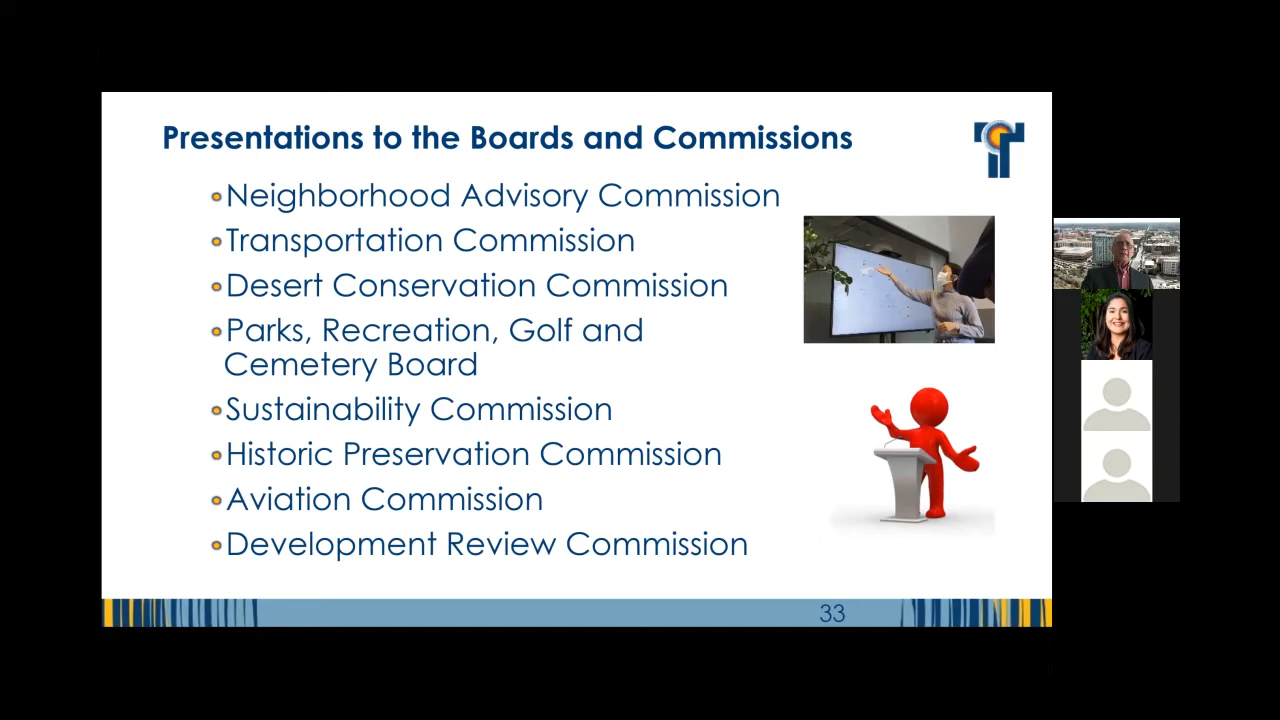 Presentations to the Boards and Commissions
Neighborhood Advisory Commission
Transportation Commission
Desert Conservation Commission
Parks, Recreation, Golf and
Cemetery Board
Sustainability Commission
Historic Preservation Commission
Aviation Commission
Development Review Commission
33